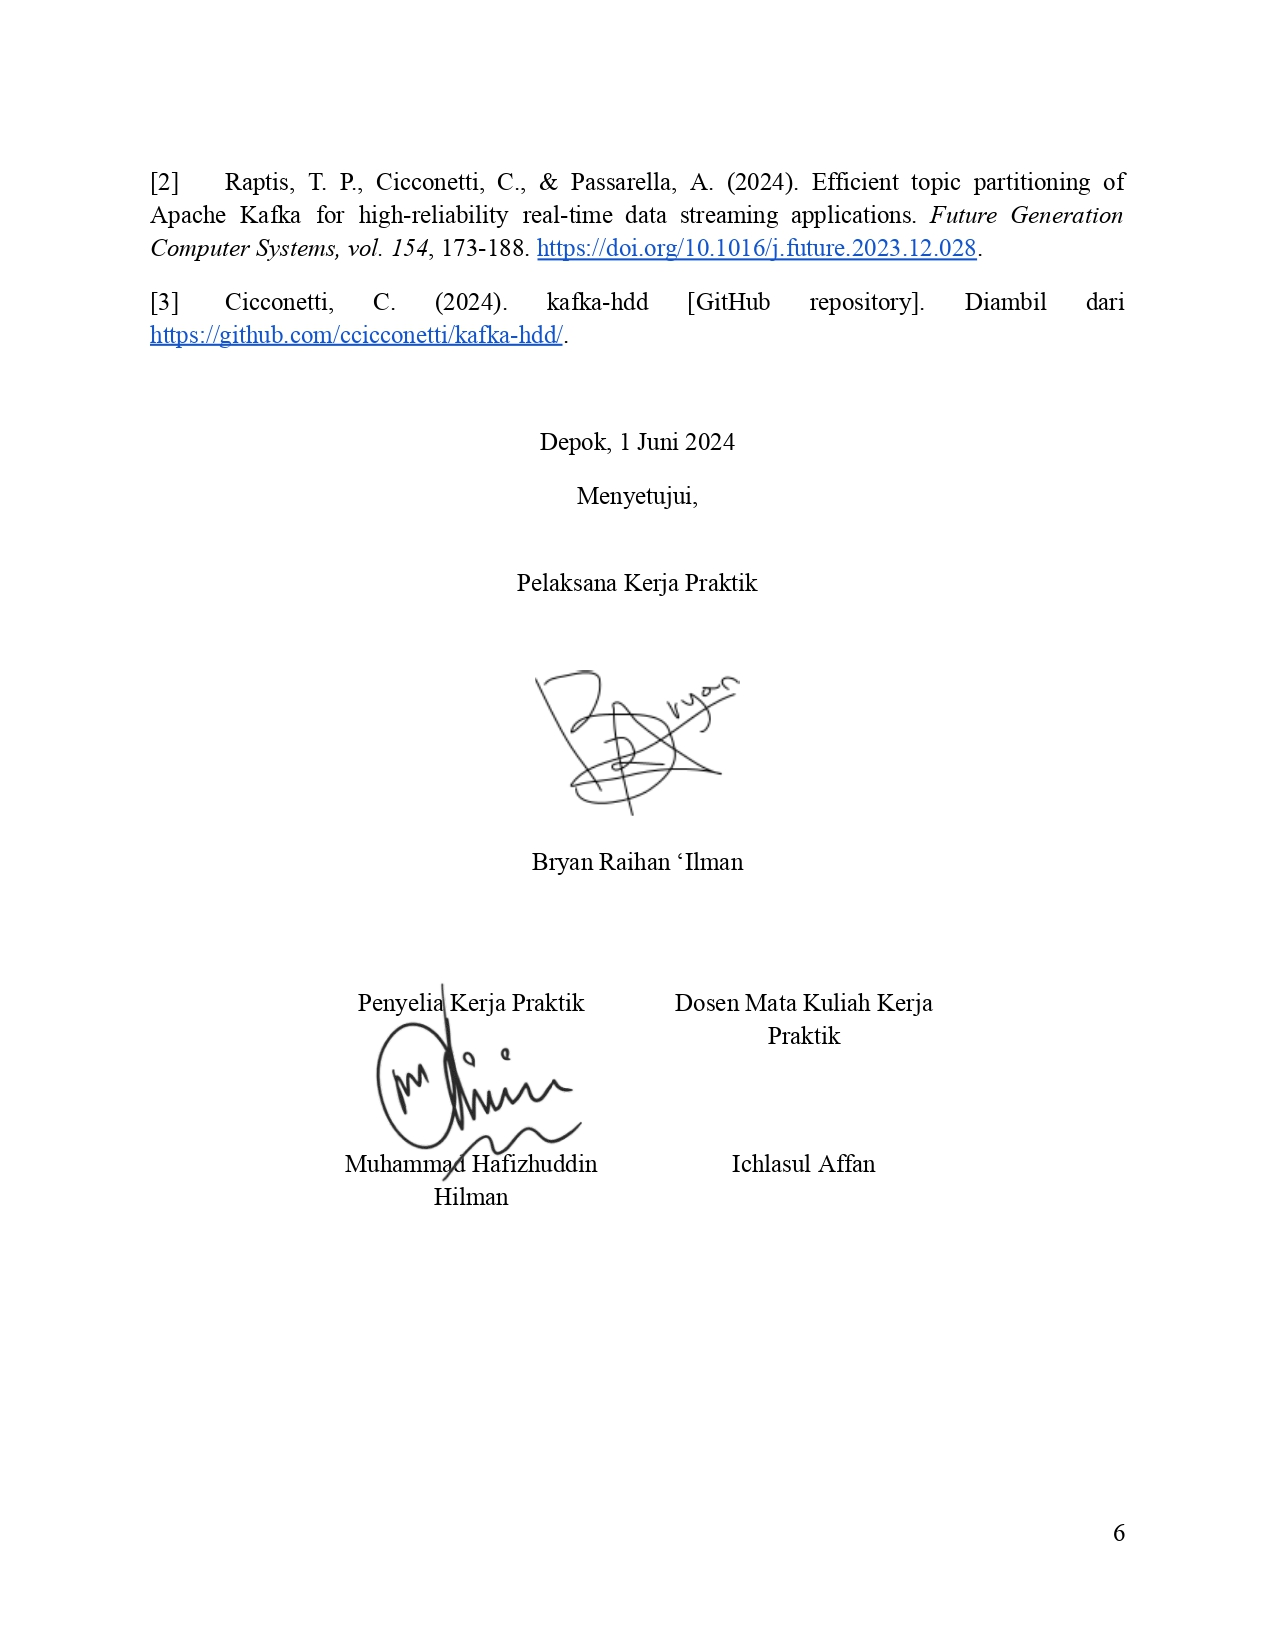 [2] Raptis, T. P., Cicconetti, C., & Passarella, A. (2024). Efficient topic partitioning of
Apache Kafka for high-reliability real-time data streaming applications. Future Generation
Computer Systems, vol. 154, 173-188. https://doi.org/10.1016/j.future.2023.12.028.
[3] Cicconetti, C. (2024). kafka-hdd [GitHub repository]. Diambil dari
https://github.com/ccicconetti/kafka-hdd/.
Depok, 1 Juni 2024
Menyetujui,
Pelaksana Kerja Praktik
Bryan Raihan ‘Ilman
Penyelia Kerja Praktik
Dosen Mata Kuliah Kerja
Praktik
Muhammad Hafizhuddin
Hilman
Ichlasul Affan
6